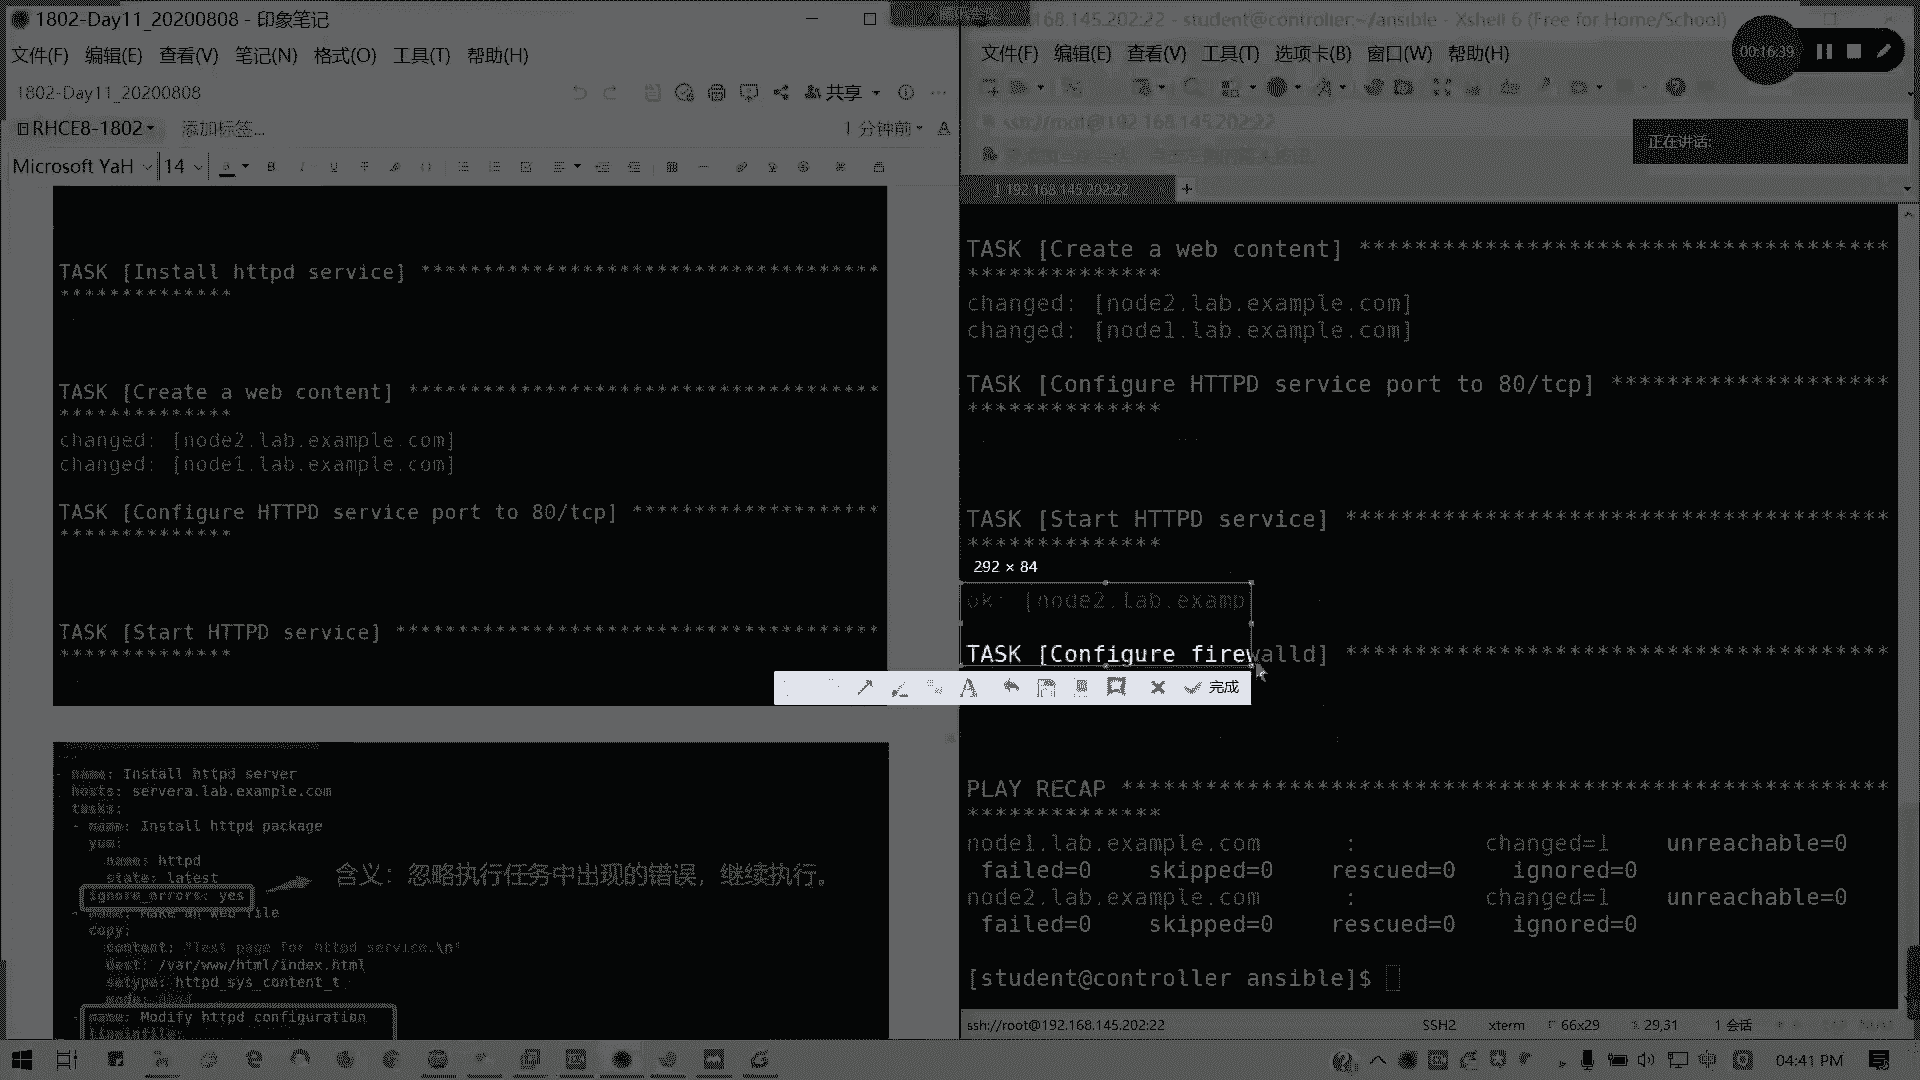 1802-Day11_20200808 - 印象笔记
文件(F) 编辑(E) 查看(V) 笔记(N) 格式(O) 工具(T) 帮助(H)
1802-Day11_20200808
共享
RHCE8-1802
添加标签...
1 分钟前
Microsoft YaH 14
TASK [Install httpd service] ************************************
**************
TASK [Create a web content] *************************************
**************
changed: [node2.lab.example.com]
changed: [node1.lab.example.com]
TASK [Configure HTTPD service port to 80/tcp] ********************
**************
TASK [Start HTTPD service] **************************************
**************
- name: Install httpd server
hosts: servera.lab.example.com
tasks:
- name: Install httpd package
yum:
name: httpd
state: latest
ignore_errors: yes
含义：忽略执行任务中出现的错误，继续执行。
- name: Make an web file
copy:
content: "Test page for httpd service.\n"
dest: /var/www/html/index.html
setype: httpd_sys_content_t
- name: Modify httpd configuration
lineinfile:
168.145.202:22 - student@controller:~/ansible - Xshell 6 (Free for Home/School)
文件(F) 编辑(E) 查看(V) 工具(T) 选项卡(B) 窗口(W) 帮助(H)
00:16:39
ssh://root@192.168.145.202:22
正在讲话:
1 192.168.145.202:22
TASK [Create a web content] **************************************
**************
changed: [node2.lab.example.com]
changed: [node1.lab.example.com]
TASK [Configure HTTPD service port to 80/tcp] ********************
**************
TASK [Start HTTPD service] ***************************************
**************
292 × 84
ok: [node2.lab.examp
TASK [Configure firewalld] ***************************************
完成
PLAY RECAP *******************************************************
**************
node1.lab.example.com : changed=1 unreachable=0
failed=0 skipped=0 rescued=0 ignored=0
node2.lab.example.com : changed=1 unreachable=0
failed=0 skipped=0 rescued=0 ignored=0
[student@controller ansible]$
ssh://root@192.168.145.202:22 SSH2 xterm 66x29 29,31 1 会话
中
04:41 PM